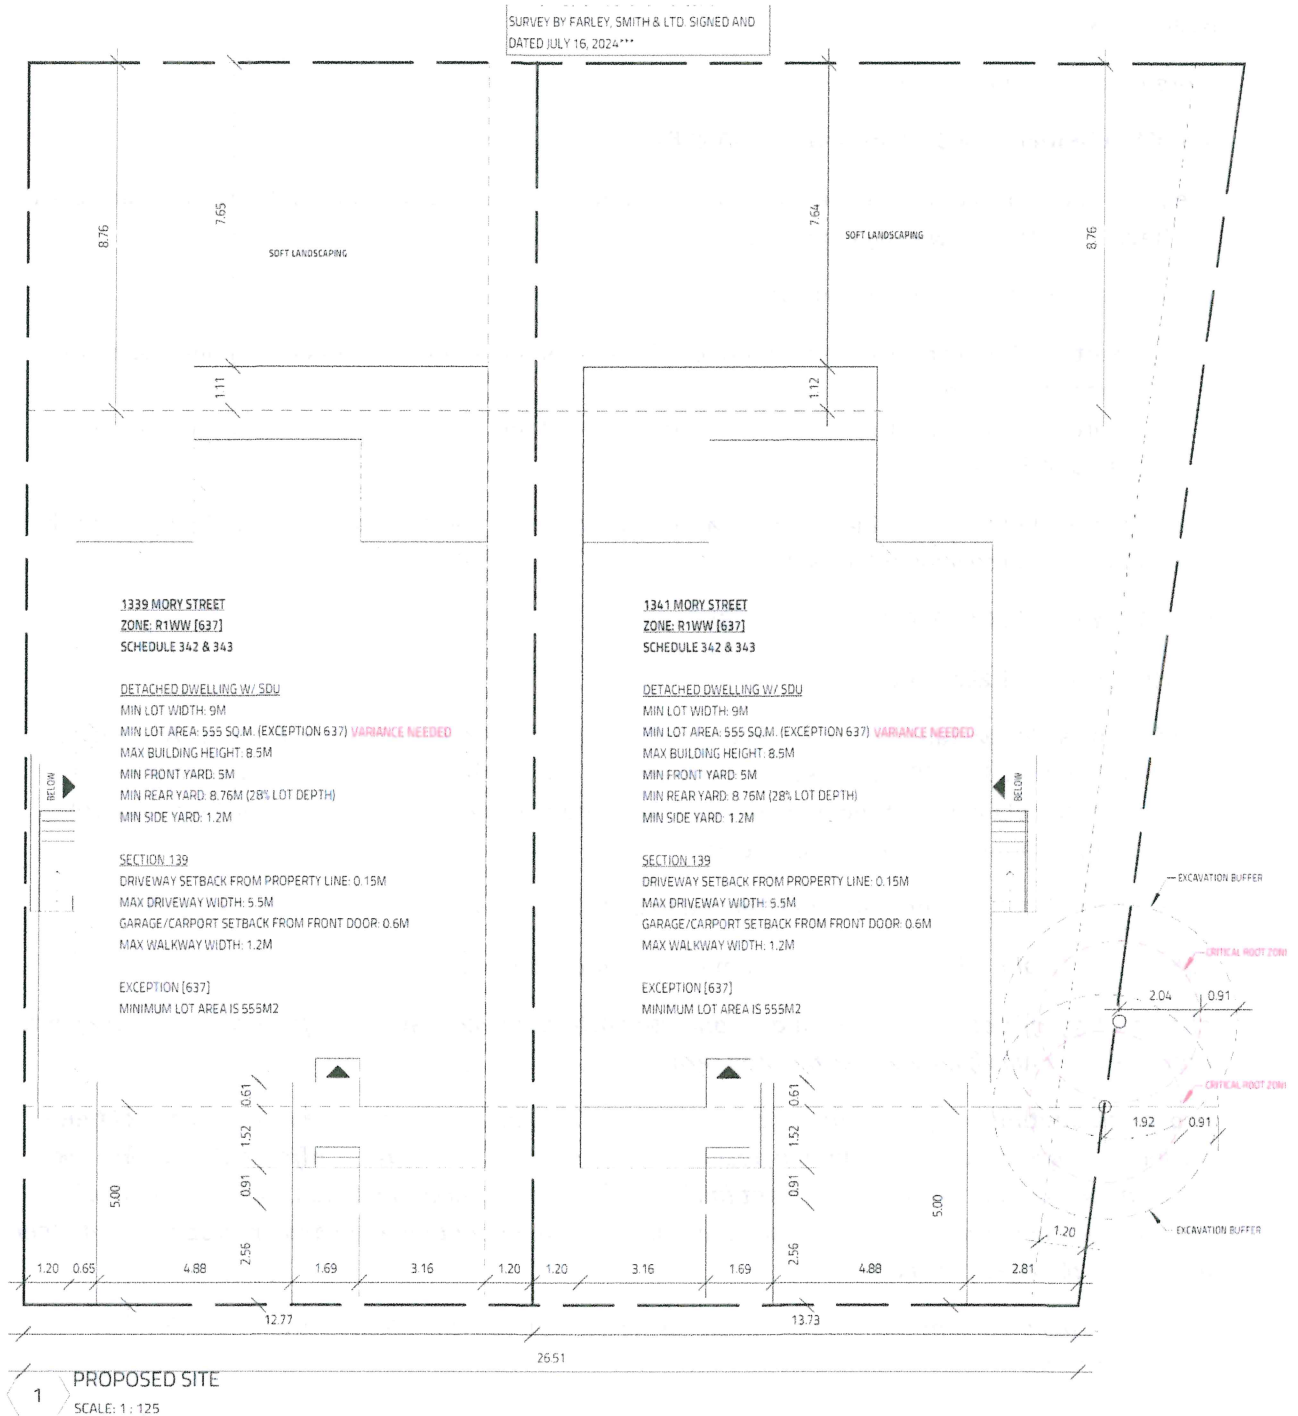 SURVEY BY FARLEY, SMITH & LTD. SIGNED AND
DATED JULY 16, 2024***
8.76
7.65
SOFT LANDSCAPING
7.64
SOFT LANDSCAPING
8.76
1.11
1.12
1339 MORY STREET
ZONE: R1WW [637]
SCHEDULE 342 & 343
DETACHED DWELLING W/ SDU
MIN LOT WIDTH: 9M
MIN LOT AREA: 555 SQ.M. (EXCEPTION 637) VARIANCE NEEDED
MAX BUILDING HEIGHT: 8.5M
MIN FRONT YARD: 5M
MIN REAR YARD: 8.76M (28% LOT DEPTH)
MIN SIDE YARD: 1.2M
SECTION 139
DRIVEWAY SETBACK FROM PROPERTY LINE: 0.15M
MAX DRIVEWAY WIDTH: 5.5M
GARAGE/CARPORT SETBACK FROM FRONT DOOR: 0.6M
MAX WALKWAY WIDTH: 1.2M
EXCEPTION [637]
MINIMUM LOT AREA IS 555M2
BELOW
1341 MORY STREET
ZONE: R1WW [637]
SCHEDULE 342 & 343
DETACHED DWELLING W/ SDU
MIN LOT WIDTH: 9M
MIN LOT AREA: 555 SQ.M. (EXCEPTION 637) VARIANCE NEEDED
MAX BUILDING HEIGHT: 8.5M
MIN FRONT YARD: 5M
MIN REAR YARD: 8.76M (28% LOT DEPTH)
MIN SIDE YARD: 1.2M
SECTION 139
DRIVEWAY SETBACK FROM PROPERTY LINE: 0.15M
MAX DRIVEWAY WIDTH: 5.5M
GARAGE/CARPORT SETBACK FROM FRONT DOOR: 0.6M
MAX WALKWAY WIDTH: 1.2M
EXCEPTION [637]
MINIMUM LOT AREA IS 555M2
BELOW
EXCAVATION BUFFER
CRITICAL ROOT ZONE
2.04 0.91
CRITICAL ROOT ZONE
1.92 0.91
EXCAVATION BUFFER
1.20
0.61
1.52
0.91
2.56
5.00
0.61
1.52
0.91
2.56
5.00
1.20 0.65 4.88 1.69 3.16 1.20 1.20 3.16 1.69 4.88 2.81
12.77 13.73
26.51
1 PROPOSED SITE
SCALE: 1 : 125